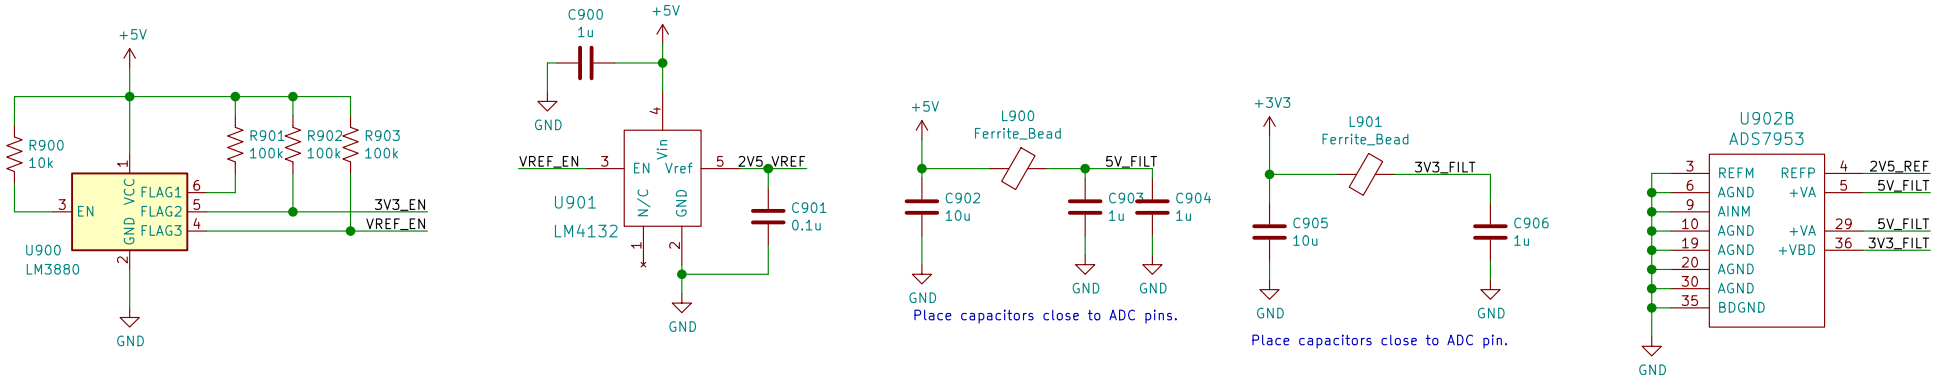 +5V
R900
10k
R901
100k
R902
100k
R903
100k
1
VCC
FLAG1
6
3
EN
FLAG2
5
3V3_EN
GND
FLAG3
4
VREF_EN
2
U900
LM3880
GND
C900
1u
+5V
GND
4
Vin
VREF_EN
3
EN
Vref
5
2V5_VREF
N/C
GND
U901
LM4132
1
2
C901
0.1u
GND
+5V
L900
Ferrite_Bead
5V_FILT
C902
10u
C903
1u
C904
1u
GND
GND
GND
Place capacitors close to ADC pins.
+3V3
L901
Ferrite_Bead
3V3_FILT
C905
10u
C906
1u
GND
GND
Place capacitors close to ADC pin.
U902B
ADS7953
3
REFM
REFP
4
2V5_REF
6
AGND
+VA
5
5V_FILT
9
AINM
10
AGND
+VA
29
5V_FILT
19
AGND
+VBD
36
3V3_FILT
20
AGND
30
AGND
35
BDGND
GND